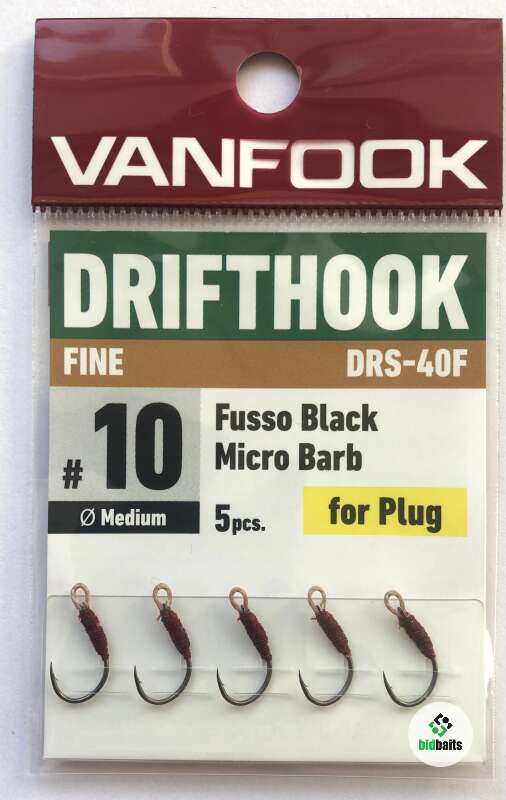 VANFOOK
DRIFTHOOK
FINE DRS-40F
#10 Fusso Black
Micro Barb
Ø Medium 5pcs. for Plug
bidbaits